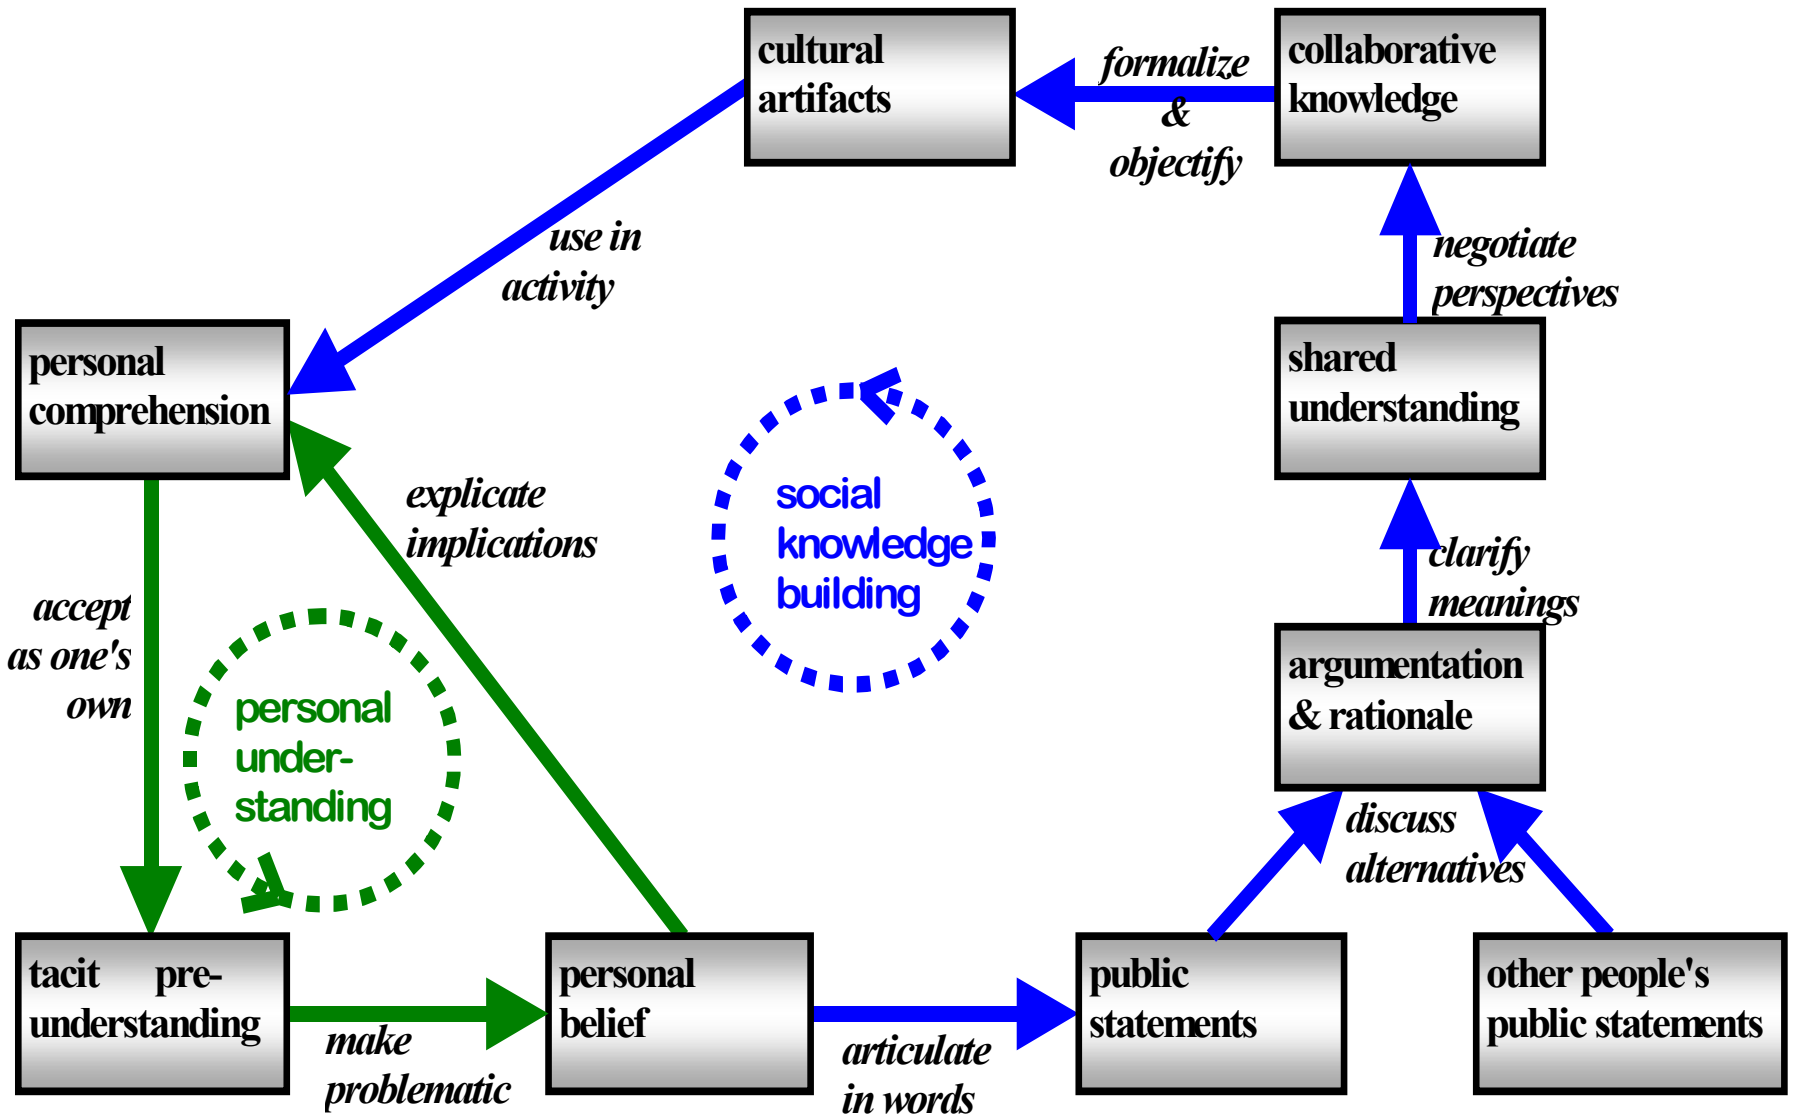 cultural
artifacts
formalize
&
objectify
collaborative
knowledge
use in
activity
negotiate
perspectives
personal
comprehension
shared
understanding
explicate
implications
social
knowledge
building
clarify
meanings
accept
as one's
own
personal
under-
standing
argumentation
& rationale
discuss
alternatives
tacit pre-
understanding
make
problematic
personal
belief
articulate
in words
public
statements
other people's
public statements